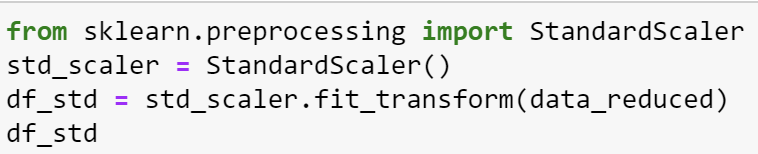 from sklearn.preprocessing import StandardScaler
std_scaler = StandardScaler()
df_std = std_scaler.fit_transform(data_reduced)
df_std